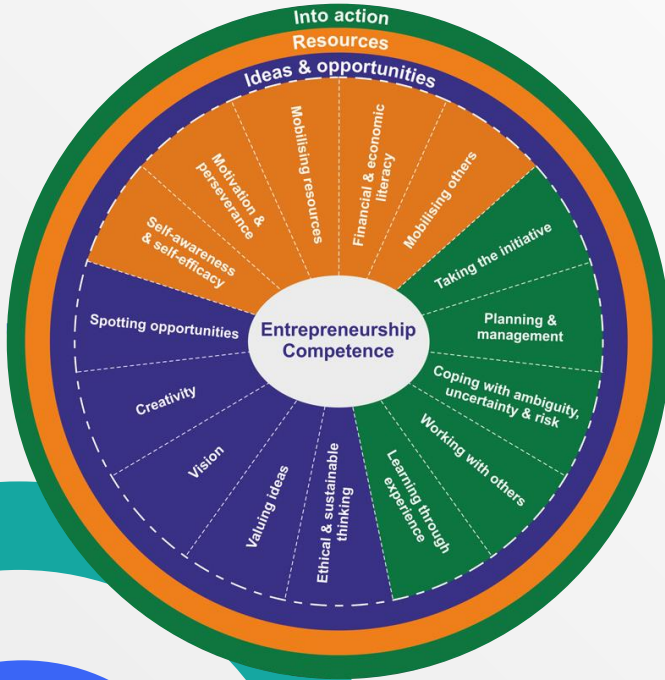 Into action
Resources
Ideas & opportunities
Mobilising resources
Financial & economic
literacy
Mobilising others
Taking the initiative
Planning &
management
Coping with ambiguity,
uncertainty & risk
Working with others
Learning through
experience
Ethical & sustainable
thinking
Valuing ideas
Vision
Creativity
Spotting opportunities
Self-awareness
& self-efficacy
Motivation &
perseverance
Entrepreneurship
Competence